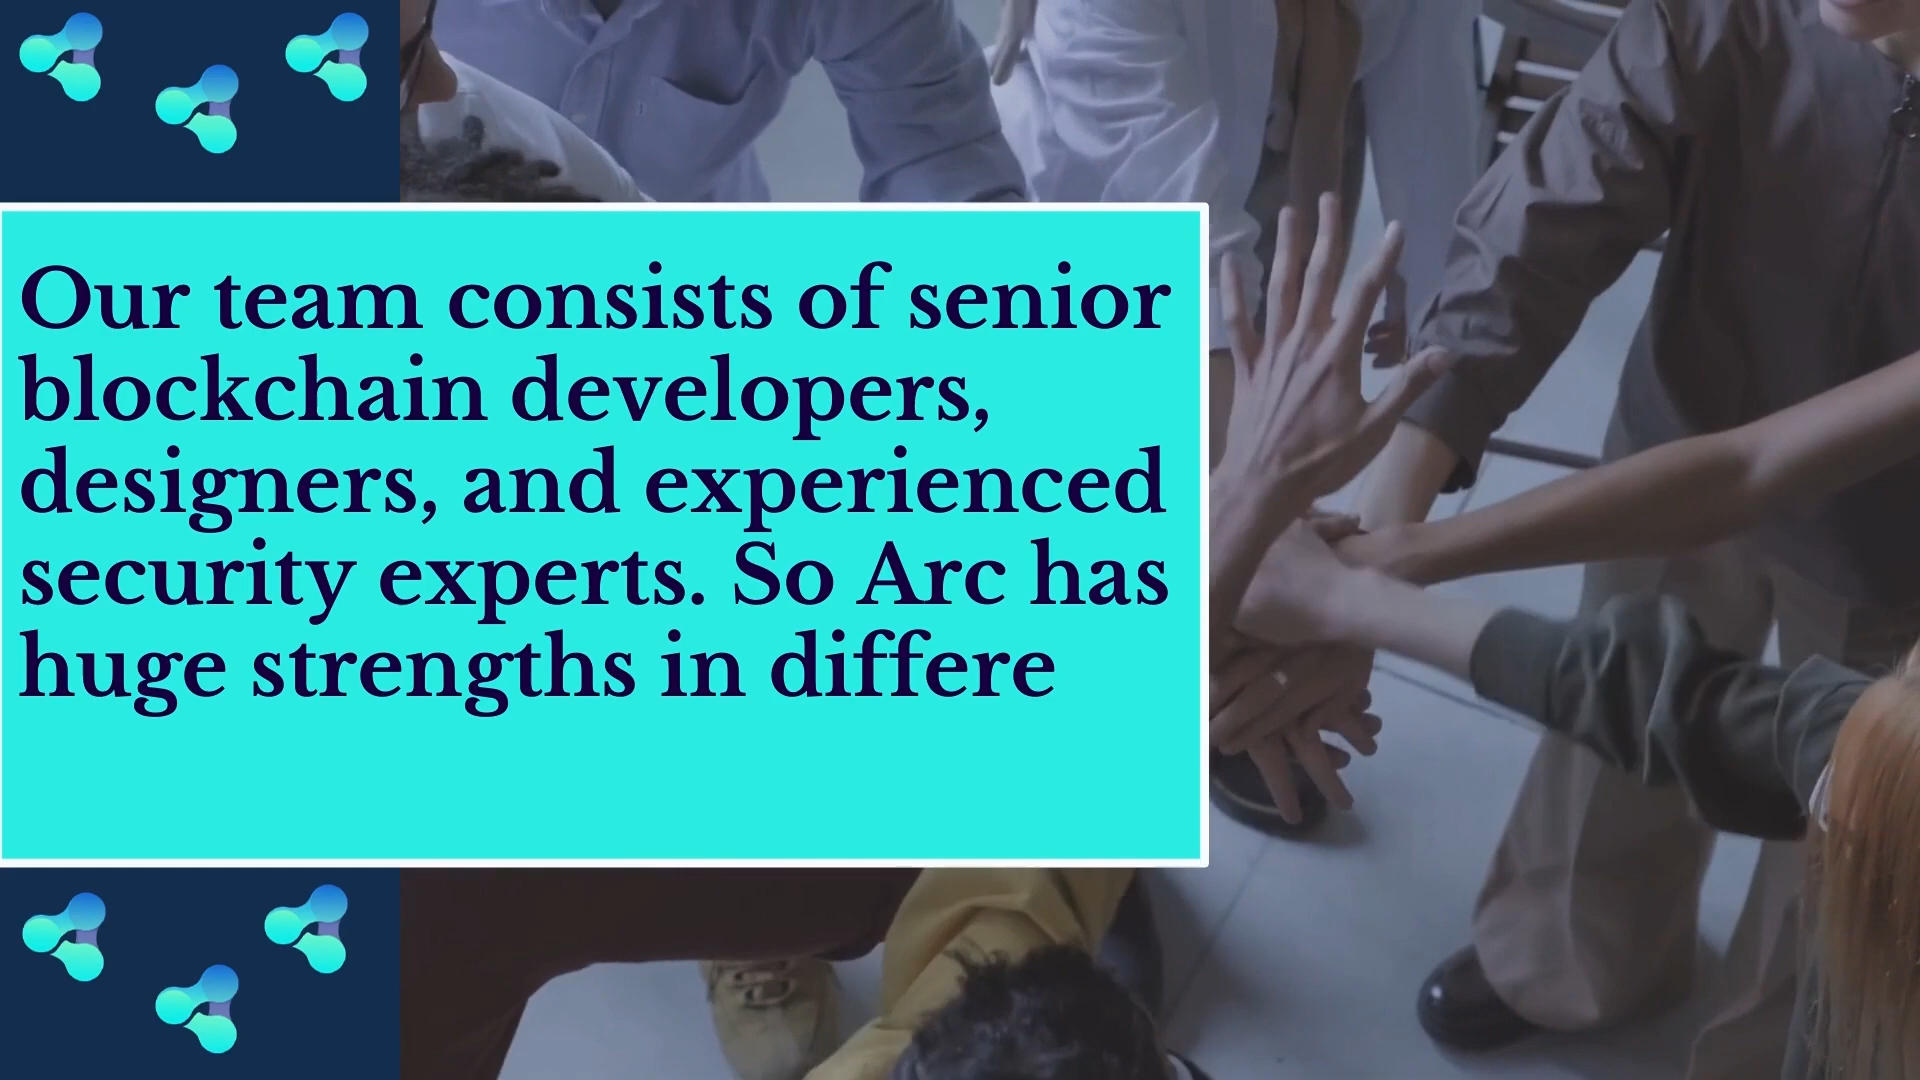 Our team consists of senior
blockchain developers,
designers, and experienced
security experts. So Arc has
huge strengths in differe